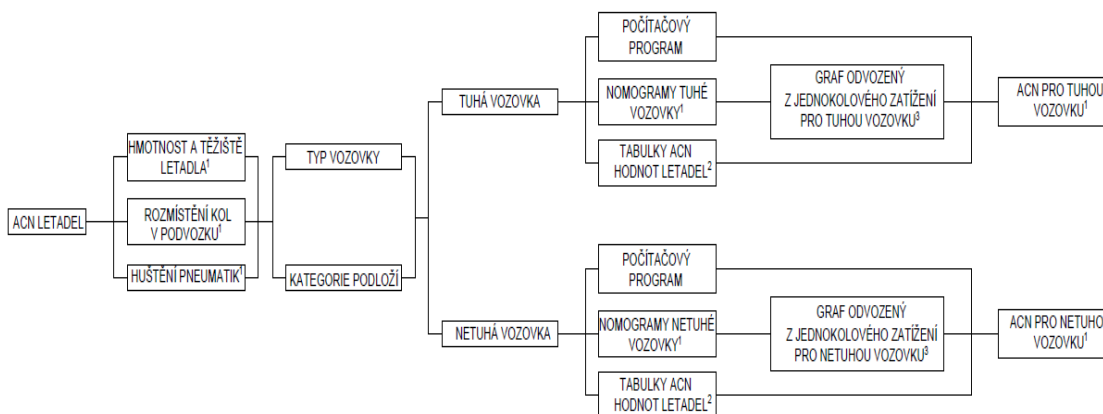 ACN LETADEL
HMOTNOST A TĚŽIŠTĚ
LETADLA¹
ROZMÍSTĚNÍ KOL
V PODVOZKU¹
HUŠTĚNÍ PNEUMATIK¹
TYP VOZOVKY
KATEGORIE PODLOŽÍ
TUHÁ VOZOVKA
POČÍTAČOVÝ
PROGRAM
NOMOGRAMY TUHÉ
VOZOVKY¹
TABULKY ACN
HODNOT LETADEL²
GRAF ODVOZENÝ
Z JEDNOKOLOVÉHO ZATÍŽENÍ
PRO TUHOU VOZOVKU³
ACN PRO TUHOU
VOZOVKU¹
NETUHÁ VOZOVKA
POČÍTAČOVÝ
PROGRAM
NOMOGRAMY NETUHÉ
VOZOVKY¹
TABULKY ACN
HODNOT LETADEL²
GRAF ODVOZENÝ
Z JEDNOKOLOVÉHO ZATÍŽENÍ
PRO NETUHOU VOZOVKU³
ACN PRO NETUHO
VOZOVKU¹